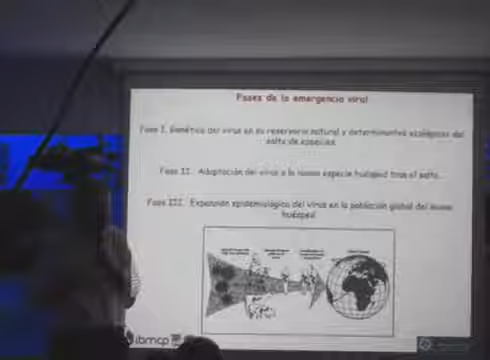 Fases de la emergencia viral
Fase I. Genética del virus en su reservorio natural y determinantes ecológicos del
salto de especies.
Fase II. Adaptación del virus a la nueva especie huésped tras el salto.
Fase III. Expansión epidemiológica del virus en la población global del nuevo
huésped.
ibmcp